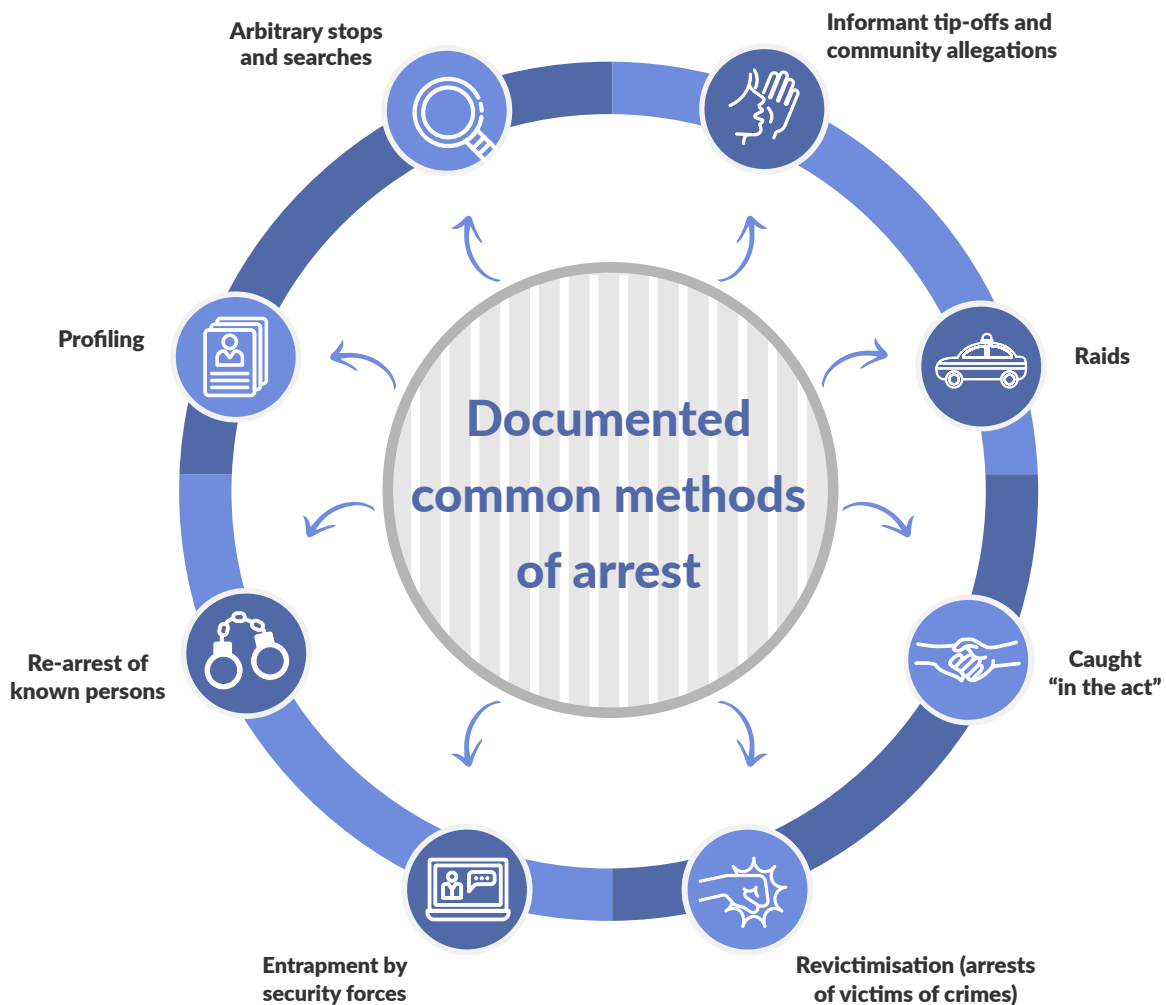 Arbitrary stops
and searches
Informant tip-offs and
community allegations
Profiling
Raids
Documented
common methods
of arrest
Re-arrest of
known persons
Caught
“in the act”
Entrapment by
security forces
Revictimisation (arrests
of victims of crimes)